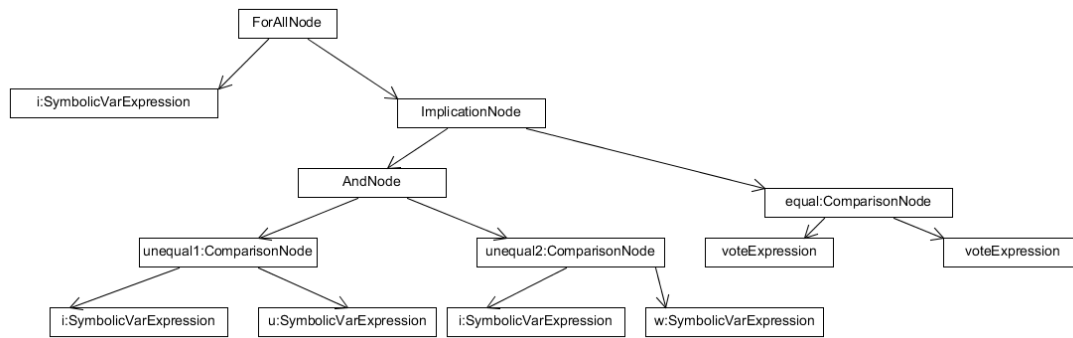 ForAllNode
i:SymbolicVarExpression
ImplicationNode
AndNode
equal:ComparisonNode
unequal1:ComparisonNode
unequal2:ComparisonNode
voteExpression
voteExpression
i:SymbolicVarExpression
u:SymbolicVarExpression
i:SymbolicVarExpression
w:SymbolicVarExpression